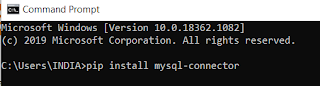 Command Prompt
Microsoft Windows [Version 10.0.18362.1082]
(c) 2019 Microsoft Corporation. All rights reserved.
C:\Users\INDIA>pip install mysql-connector